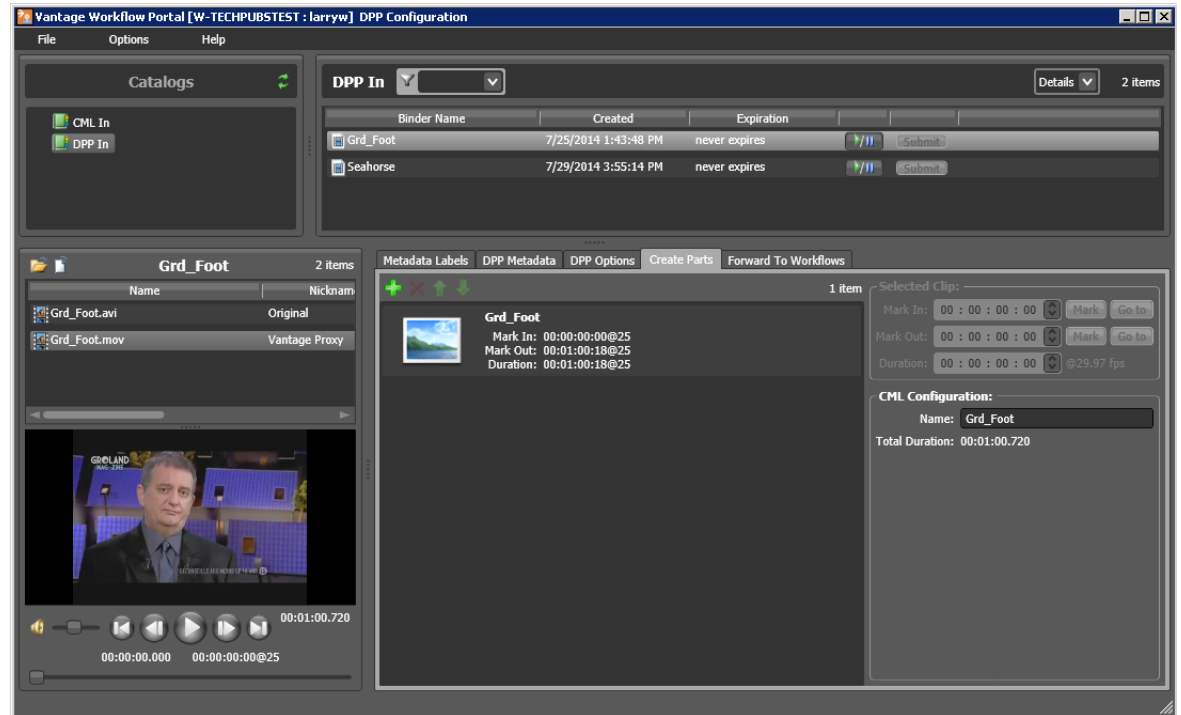 Vantage Workflow Portal [W-TECHPUBSTEST : larryw] DPP Configuration
File Options Help
Catalogs
CML In
DPP In
DPP In
Details 2 items
Binder Name Created Expiration
Grd_Foot 7/25/2014 1:43:48 PM never expires Submit
Seahorse 7/29/2014 3:55:14 PM never expires Submit
Grd_Foot 2 items
Name Nicknam
Grd_Foot.avi Original
Grd_Foot.mov Vantage Proxy
GROLAND
00:01:00.720
00:00:00.000 00:00:00:00@25
Metadata Labels DPP Metadata DPP Options Create Parts Forward To Workflows
1 item
Grd_Foot
Mark In: 00:00:00:00@25
Mark Out: 00:01:00:18@25
Duration: 00:01:00:18@25
Selected Clip:
Mark In: 00 : 00 : 00 : 00 Mark Go to
Mark Out: 00 : 00 : 00 : 00 Mark Go to
Duration: 00 : 00 : 00 : 00 @29.97 fps
CML Configuration:
Name: Grd_Foot
Total Duration: 00:01:00.720